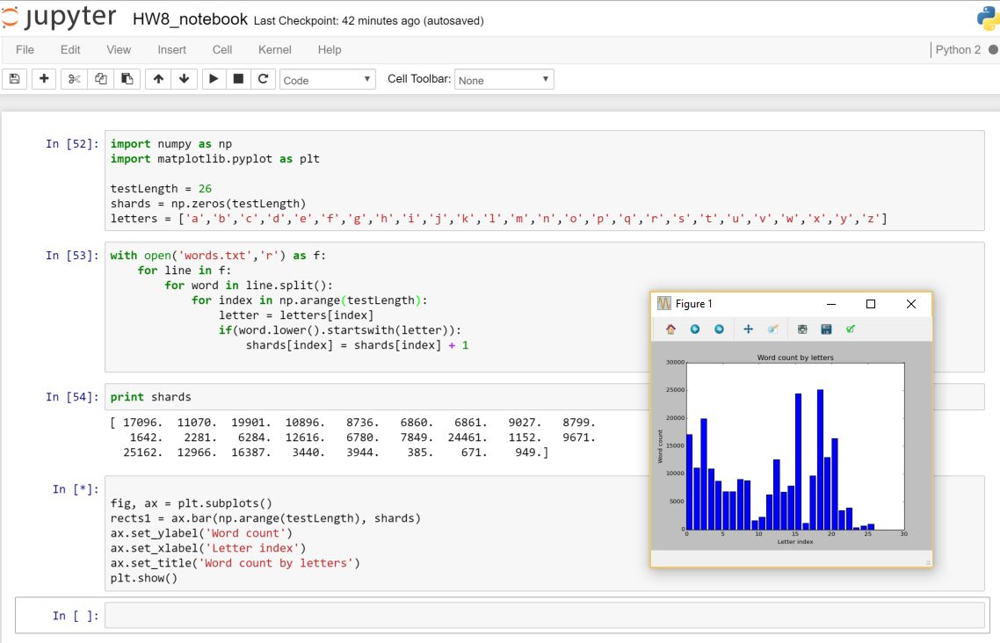 jupyter HW8_notebook Last Checkpoint: 42 minutes ago (autosaved)
File Edit View Insert Cell Kernel Help Python 2
Code Cell Toolbar: None
In [52]:
import numpy as np
import matplotlib.pyplot as plt
testLength = 26
shards = np.zeros(testLength)
letters = ['a','b','c','d','e','f','g','h','i','j','k','l','m','n','o','p','q','r','s','t','u','v','w','x','y','z']
In [53]:
with open('words.txt','r') as f:
    for line in f:
        for word in line.split():
            for index in np.arange(testLength):
                letter = letters[index]
                if(word.lower().startswith(letter)):
                    shards[index] = shards[index] + 1
In [54]:
print shards
[ 17096.  11070.  19901.  10896.   8736.   6860.   6861.   9027.   8799.
   1642.   2281.   6284.  12616.   6780.   7849.  24461.   1152.   9671.
  25162.  12966.  16387.   3440.   3944.    385.    671.    949.]
In [*]:
fig, ax = plt.subplots()
rects1 = ax.bar(np.arange(testLength), shards)
ax.set_ylabel('Word count')
ax.set_xlabel('Letter index')
ax.set_title('Word count by letters')
plt.show()
In [ ]:
Figure 1
Word count by letters
30000
25000
20000
15000
10000
5000
0
Word count
0 5 10 15 20 25 30
Letter index